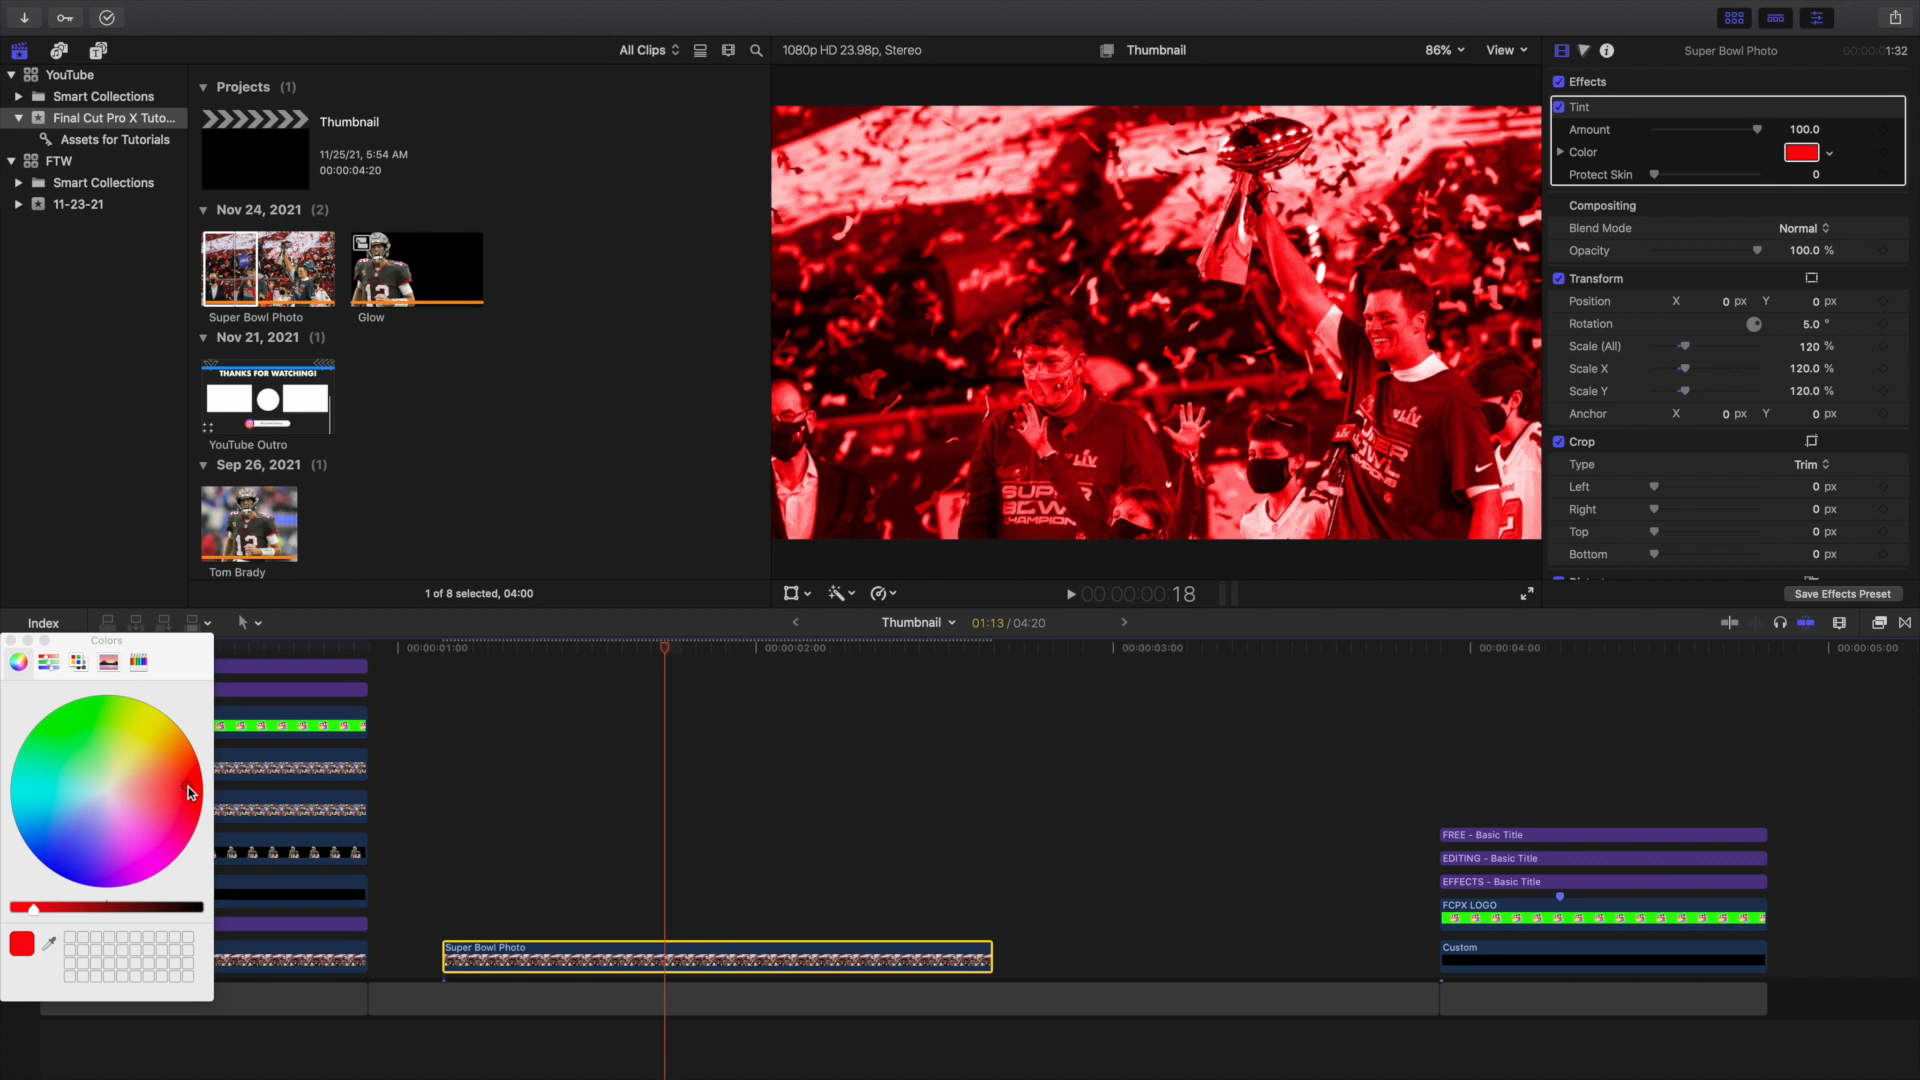 All Clips
1080p HD 23.98p, Stereo
Thumbnail
86%
View
Super Bowl Photo
00:00:01:32
YouTube
Smart Collections
Final Cut Pro X Tuto...
Assets for Tutorials
FTW
Smart Collections
11-23-21
Projects (1)
Thumbnail
11/25/21, 5:54 AM
00:00:04:20
Nov 24, 2021 (2)
Super Bowl Photo
Glow
Nov 21, 2021 (1)
THANKS FOR WATCHING!
YouTube Outro
Sep 26, 2021 (1)
12
Tom Brady
1 of 8 selected, 04:00
LIV
SUPER
BOWL
CHAMPIONS
Effects
Tint
Amount 100.0
Color
Protect Skin 0
Compositing
Blend Mode Normal
Opacity 100.0 %
Transform
Position X 0 px Y 0 px
Rotation 5.0 °
Scale (All) 120 %
Scale X 120.0 %
Scale Y 120.0 %
Anchor X 0 px Y 0 px
Crop
Type Trim
Left 0 px
Right 0 px
Top 0 px
Bottom 0 px
Save Effects Preset
00:00:00:18
Index
Thumbnail
01:13 / 04:20
Colors
00:00:01:00
00:00:02:00
00:00:03:00
00:00:04:00
00:00:05:00
FREE - Basic Title
EDITING - Basic Title
EFFECTS - Basic Title
FCPX LOGO
Super Bowl Photo
Custom